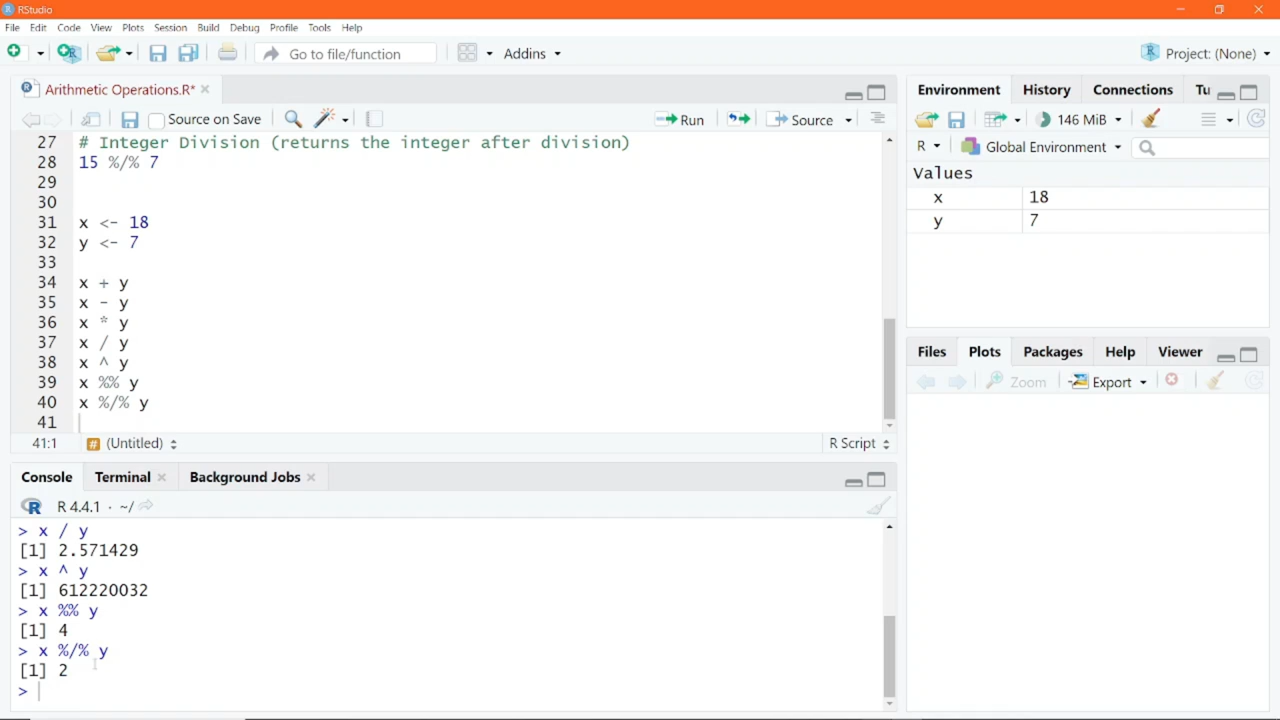 RStudio
File Edit Code View Plots Session Build Debug Profile Tools Help
Go to file/function Addins Project: (None)
Arithmetic Operations.R*
Source on Save Run Source
27 # Integer Division (returns the integer after division)
28 15 %/% 7
29
30
31 x <- 18
32 y <- 7
33
34 x + y
35 x - y
36 x * y
37 x / y
38 x ^ y
39 x %% y
40 x %/% y
41
41:1 # (Untitled) R Script
Console Terminal Background Jobs
R R 4.4.1 · ~/
> x / y
[1] 2.571429
> x ^ y
[1] 612220032
> x %% y
[1] 4
> x %/% y
[1] 2
>
Environment History Connections Tu
146 MiB
R Global Environment
Values
x 18
y 7
Files Plots Packages Help Viewer
Zoom Export